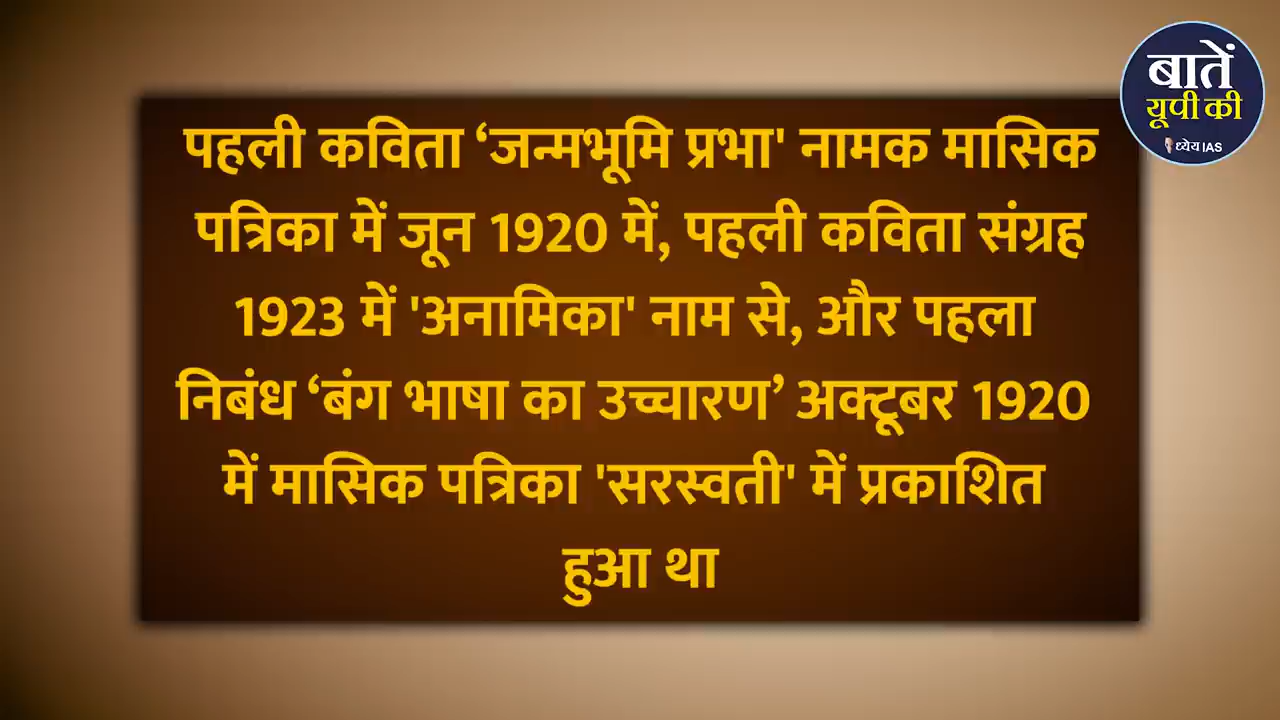 बातें
यूपी की
ध्येय IAS
पहली कविता ‘जन्मभूमि प्रभा' नामक मासिक
पत्रिका में जून 1920 में, पहली कविता संग्रह
1923 में 'अनामिका' नाम से, और पहला
निबंध ‘बंग भाषा का उच्चारण’ अक्टूबर 1920
में मासिक पत्रिका 'सरस्वती' में प्रकाशित
हुआ था